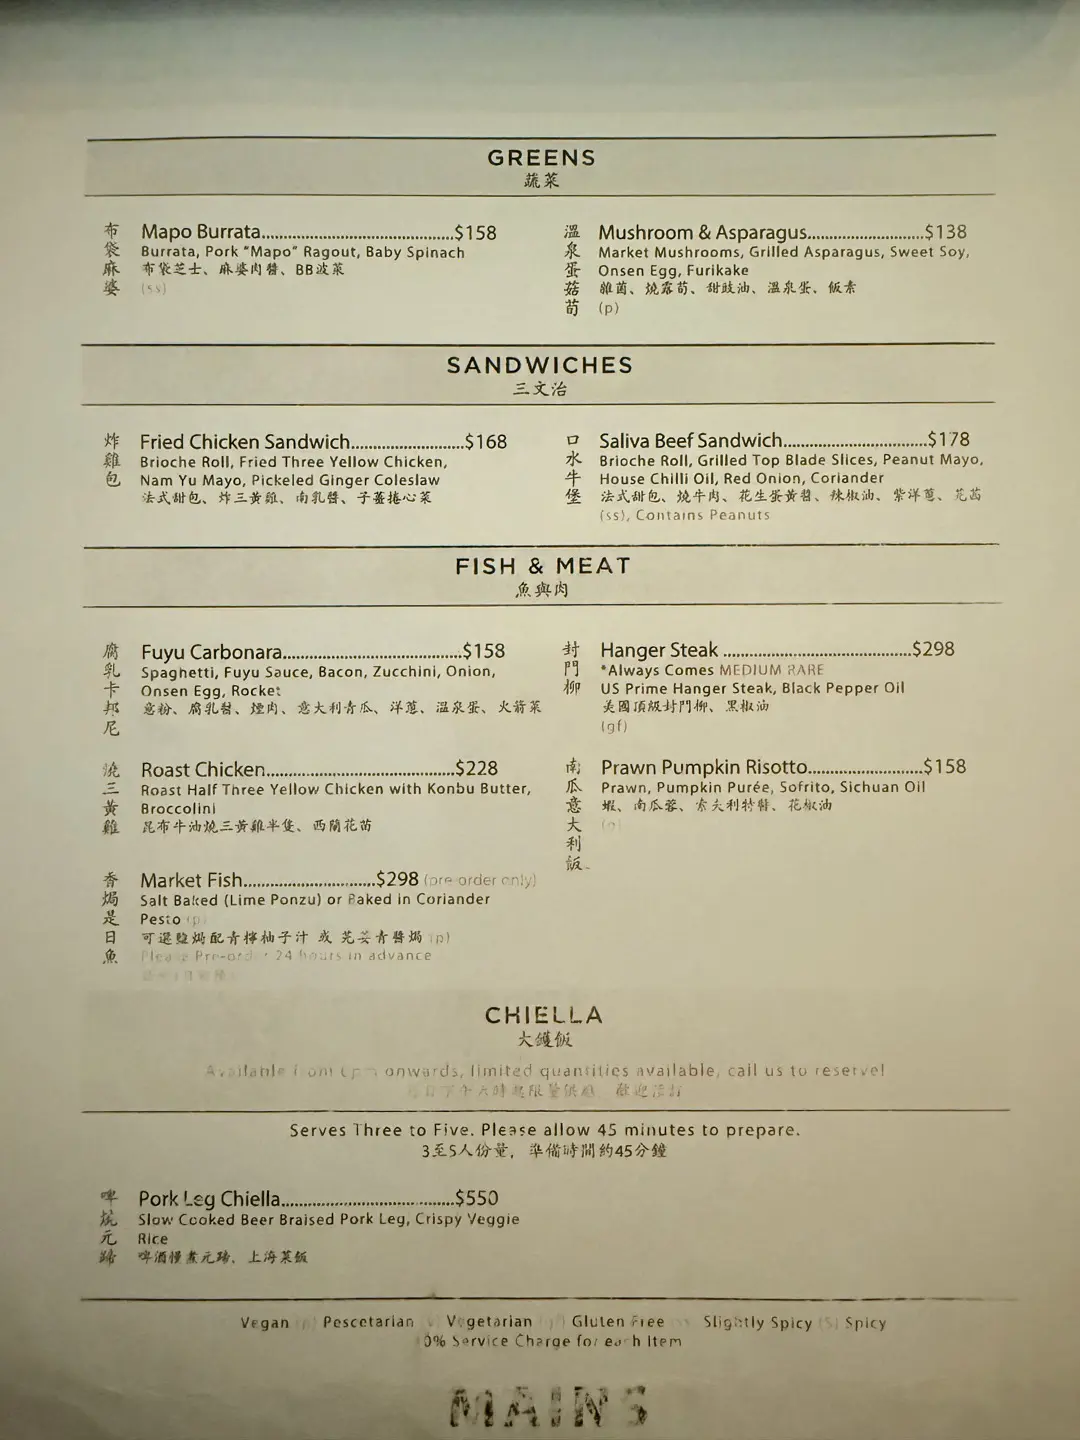 GREENS
蔬菜
布袋麻婆
Mapo Burrata..................................$158
Burrata, Pork "Mapo" Ragout, Baby Spinach
布袋芝士、麻婆肉醬、BB波菜
(ss)
溫泉蛋菇荀
Mushroom & Asparagus.....................$138
Market Mushrooms, Grilled Asparagus, Sweet Soy,
Onsen Egg, Furikake
雜菌、燒露荀、甜豉油、溫泉蛋、飯素
(p)
SANDWICHES
三文治
炸雞包
Fried Chicken Sandwich....................$168
Brioche Roll, Fried Three Yellow Chicken,
Nam Yu Mayo, Pickeled Ginger Coleslaw
法式甜包、炸三黃雞、南乳醬、子薑捲心菜
口水牛堡
Saliva Beef Sandwich..........................$178
Brioche Roll, Grilled Top Blade Slices, Peanut Mayo,
House Chilli Oil, Red Onion, Coriander
法式甜包、燒牛肉、花生蛋黃醬、辣椒油、紫洋蔥、芫茜
(ss), Contains Peanuts
FISH & MEAT
魚與肉
腐乳卡邦尼
Fuyu Carbonara................................$158
Spaghetti, Fuyu Sauce, Bacon, Zucchini, Onion,
Onsen Egg, Rocket
意粉、腐乳醬、煙肉、意大利青瓜、洋蔥、溫泉蛋、火箭菜
封門柳
Hanger Steak ..................................$298
*Always Comes MEDIUM RARE
US Prime Hanger Steak, Black Pepper Oil
美國頂級封門柳、黑椒油
(gf)
燒三黃雞
Roast Chicken..................................$228
Roast Half Three Yellow Chicken with Konbu Butter,
Broccolini
昆布牛油燒三黃雞半隻、西蘭花苗
南瓜意大利飯
Prawn Pumpkin Risotto.....................$158
Prawn, Pumpkin Purée, Sofrito, Sichuan Oil
蝦、南瓜蓉、索夫利特醬、花椒油
香焗是日魚
Market Fish........................$298 (pre-order only)
Salt Baked (Lime Ponzu) or Baked in Coriander
Pesto (p)
可選鹽焗配青檸柚子汁 或 芫荽青醬焗 (p)
Please Pre-order 24 hours in advance
CHIELLA
大鑊飯
Available from onwards, limited quantities available, call us to reserve!
Serves Three to Five. Please allow 45 minutes to prepare.
3至5人份量，準備時間約45分鐘
啤燒元蹄
Pork Leg Chiella...............................$550
Slow Cooked Beer Braised Pork Leg, Crispy Veggie
Rice
啤酒慢煮元蹄、上海菜飯
Vegan Pescetarian Vegetarian Gluten Free Slightly Spicy (S) Spicy
0% Service Charge for each Item
MAINS